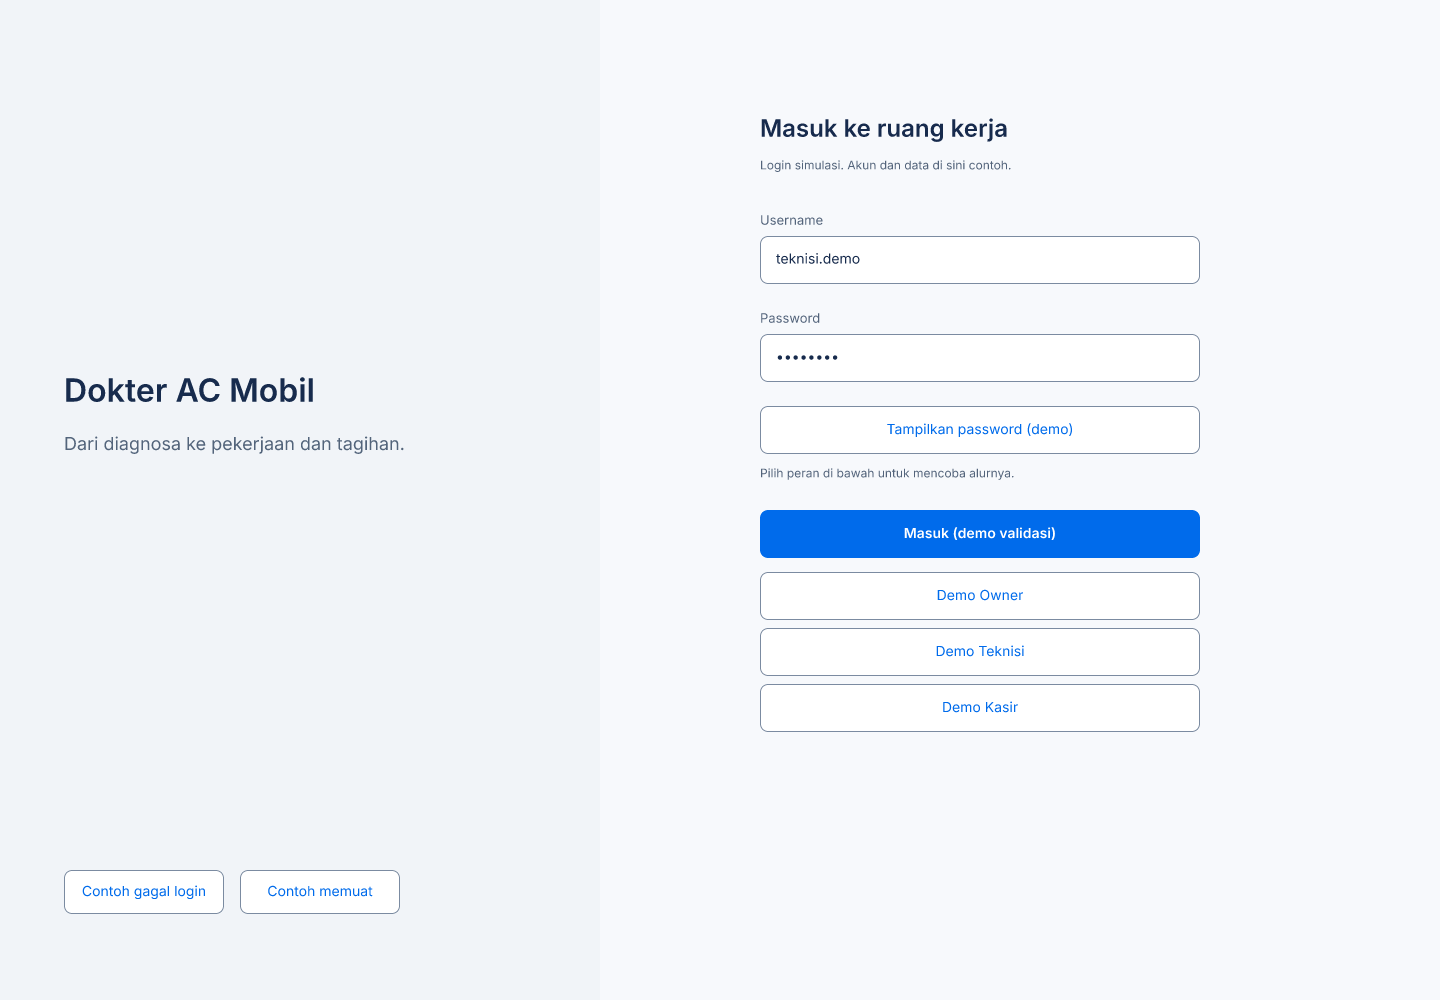 Dokter AC Mobil
Dari diagnosa ke pekerjaan dan tagihan.
Contoh gagal login
Contoh memuat
Masuk ke ruang kerja
Login simulasi. Akun dan data di sini contoh.
Username
teknisi.demo
Password
••••••••
Tampilkan password (demo)
Pilih peran di bawah untuk mencoba alurnya.
Masuk (demo validasi)
Demo Owner
Demo Teknisi
Demo Kasir